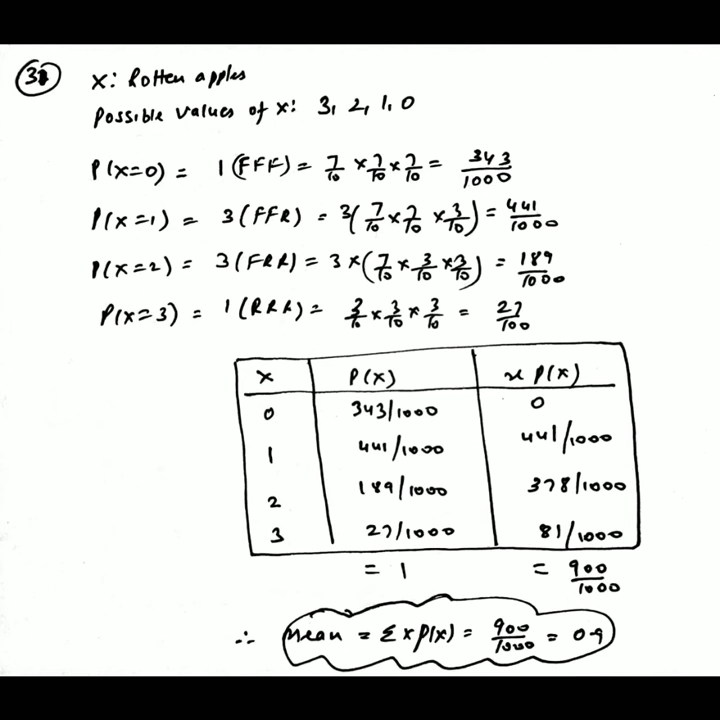 31 X: Rotten apples
Possible values of x: 3, 2, 1, 0
P(x=0) = 1(FFF) = 7/10 × 7/10 × 7/10 = 343/1000
P(x=1) = 3(FFR) = 3(7/10 × 7/10 × 3/10) = 441/1000
P(x=2) = 3(FRR) = 3×(7/10 × 3/10 × 3/10) = 189/1000
P(x=3) = 1(RRR) = 3/10 × 3/10 × 3/10 = 27/100
X P(X) x P(X)
0 343/1000 0
1 441/1000 441/1000
2 189/1000 378/1000
3 27/1000 81/1000
= 1 = 900/1000
∴ mean = Σ x P(x) = 900/1000 = 0.9